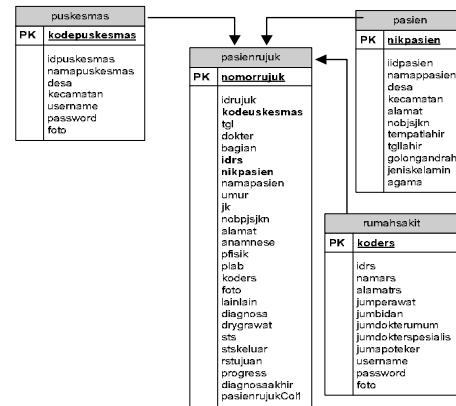 puskesmas
PK kodepuskesmas
idpuskesmas
namapuskesmas
desa
kecamatan
username
password
foto
pasienrujuk
PK nomorrujuk
idrujuk
kodeuskesmas
tgl
dokter
bagian
idrs
nikpasien
namapasien
umur
jk
nobpjsjkn
alamat
anamnese
pfisik
plab
koders
foto
lainlain
diagnosa
drygrawat
sts
stskeluar
rstujuan
progress
diagnosaakhir
pasienrujukCol1
pasien
PK nikpasien
iidpasien
namappasien
desa
kecamatan
alamat
nobjsjkn
tempatlahir
tgllahir
golongandrah
jeniskelamin
agama
rumahsakit
PK koders
idrs
namars
alamatrs
jumperawat
jumbidan
jumdokterumum
jumdokterspesialis
jumapoteker
username
password
foto